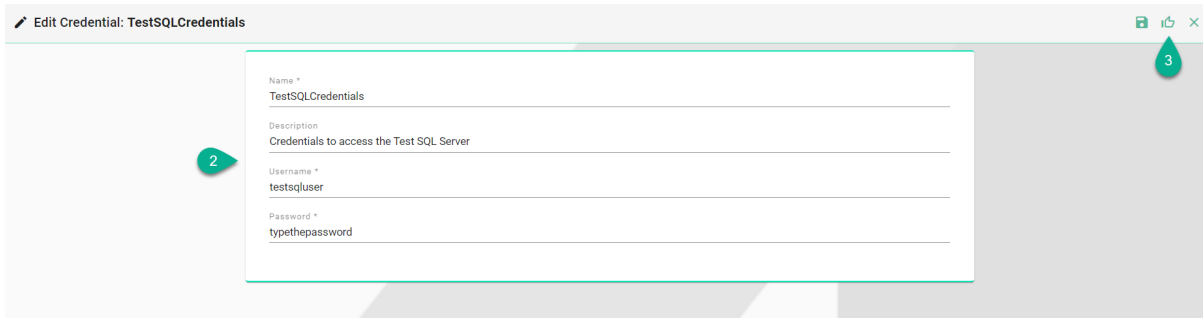 Edit Credential: TestSQLCredentials
3
Name *
TestSQLCredentials
Description
Credentials to access the Test SQL Server
2
Username *
testsqluser
Password *
typethepassword